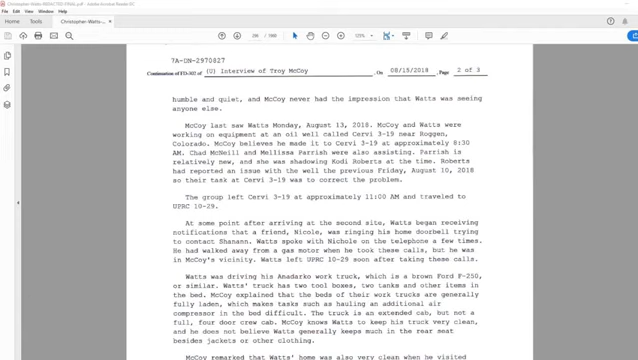 Christopher-Watts REDACTED FINAL.pdf - Adobe Acrobat Reader DC
File Edit View Window Help
Home Tools Christopher-Watts-... ×
Sign In
125%
7A-DN-2970827
Continuation of FD-302 of (U) Interview of Troy McCoy , On 08/15/2018 , Page 2 of 3
humble and quiet, and McCoy never had the impression that Watts was seeing
anyone else.
McCoy last saw Watts Monday, August 13, 2018. McCoy and Watts were
working on equipment at an oil well called Cervi 3-19 near Roggen,
Colorado. McCoy believes he made it to Cervi 3-19 at approximately 8:30
AM. Chad McNeill and Mellissa Parrish were also assisting. Parrish is
relatively new, and she was shadowing Kodi Roberts at the time. Roberts
had reported an issue with the well the previous Friday, August 10, 2018
so their task at Cervi 3-19 was to correct the problem.
The group left Cervi 3-19 at approximately 11:00 AM and traveled to
UPRC 10-29.
At some point after arriving at the second site, Watts began receiving
notifications that a friend, Nicole, was ringing his home doorbell trying
to contact Shanann. Watts spoke with Nichole on the telephone a few times.
He had walked away from a gas motor when he took these calls, but he was
in McCoy's vicinity. Watts left UPRC 10-29 soon after taking these calls.
Watts was driving his Anadarko work truck, which is a brown Ford F-250,
or similar. Watts' truck has two tool boxes, two tanks and other items in
the bed. McCoy explained that the beds of their work trucks are generally
fully laden, which makes tasks such as hauling an additional air
compressor in the bed difficult. The truck is an extended cab, but not a
full, four door crew cab. McCoy knows Watts to keep his truck very clean,
and he does not believe Watts generally keeps much in the rear seat
besides jackets or other clothing.
McCoy remarked that Watts' home was also very clean when he visited